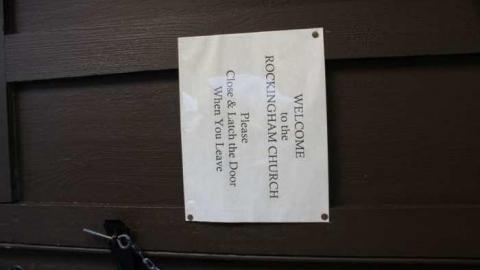 WELCOME
to the
ROCKINGHAM CHURCH
Please
Close & Latch the Door
When You Leave